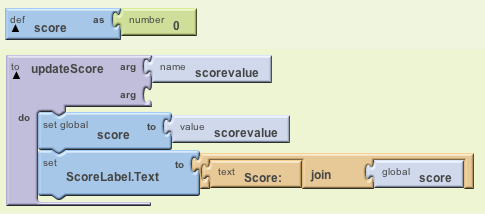 def score as number 0
to updateScore arg name scorevalue
arg
do set global score to value scorevalue
set ScoreLabel.Text to text Score: join global score